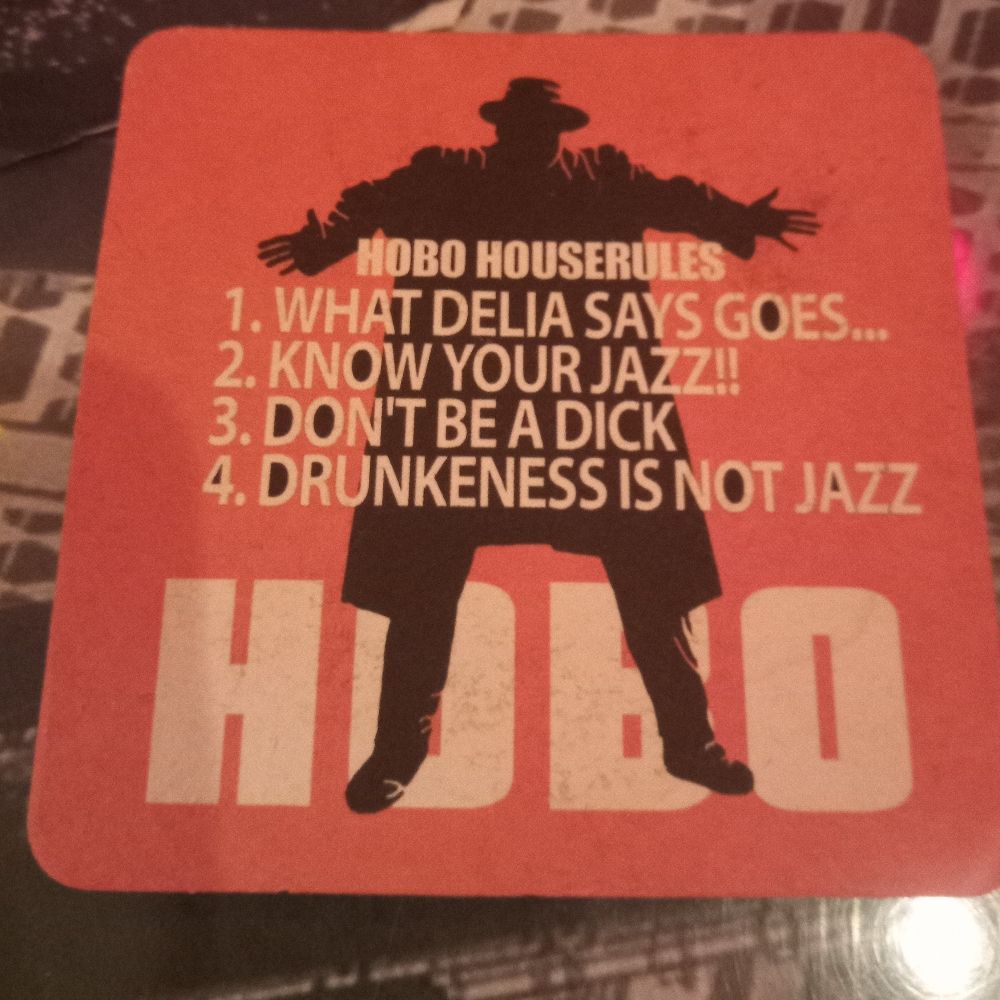 HOBO HOUSERULES
1. WHAT DELIA SAYS GOES...
2. KNOW YOUR JAZZ!!
3. DON'T BE A DICK
4. DRUNKENESS IS NOT JAZZ
HOBO